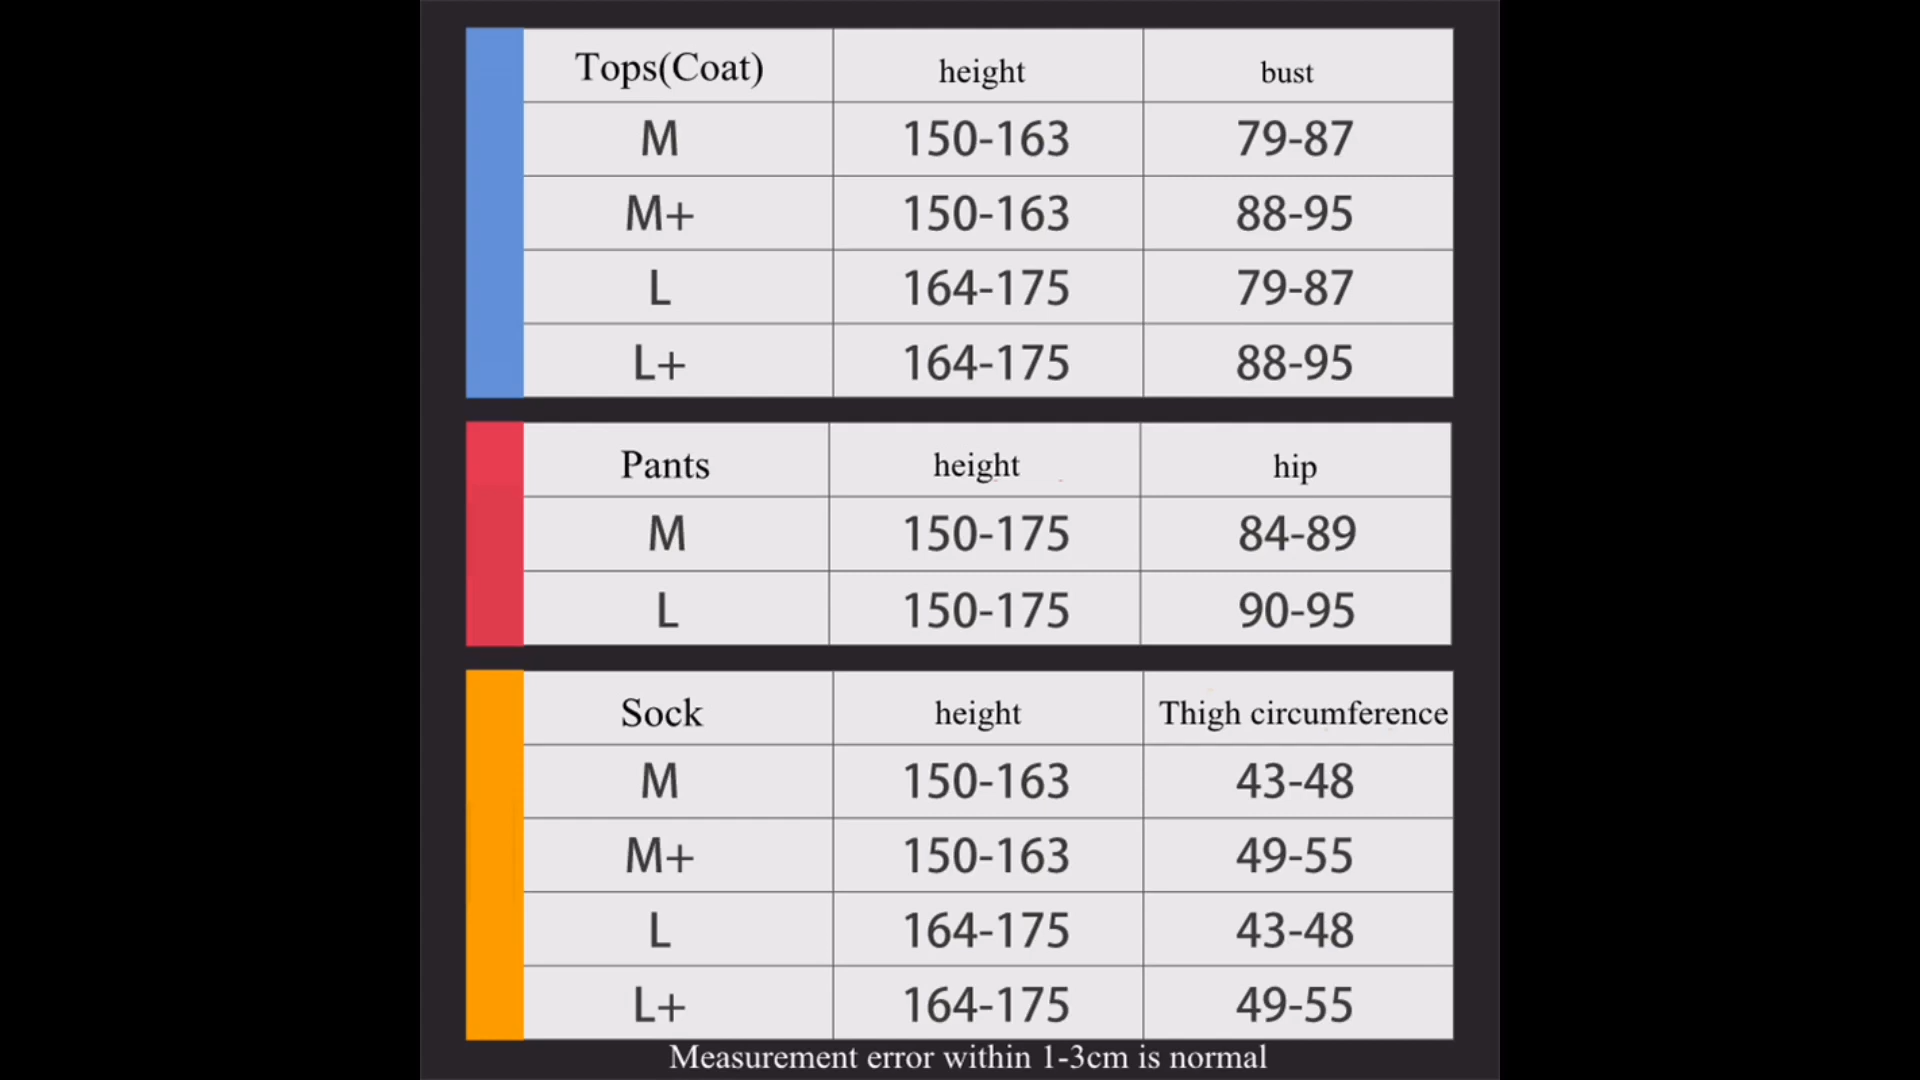 Tops(Coat) height bust
M 150-163 79-87
M+ 150-163 88-95
L 164-175 79-87
L+ 164-175 88-95
Pants height hip
M 150-175 84-89
L 150-175 90-95
Sock height Thigh circumference
M 150-163 43-48
M+ 150-163 49-55
L 164-175 43-48
L+ 164-175 49-55
Measurement error within 1-3cm is normal